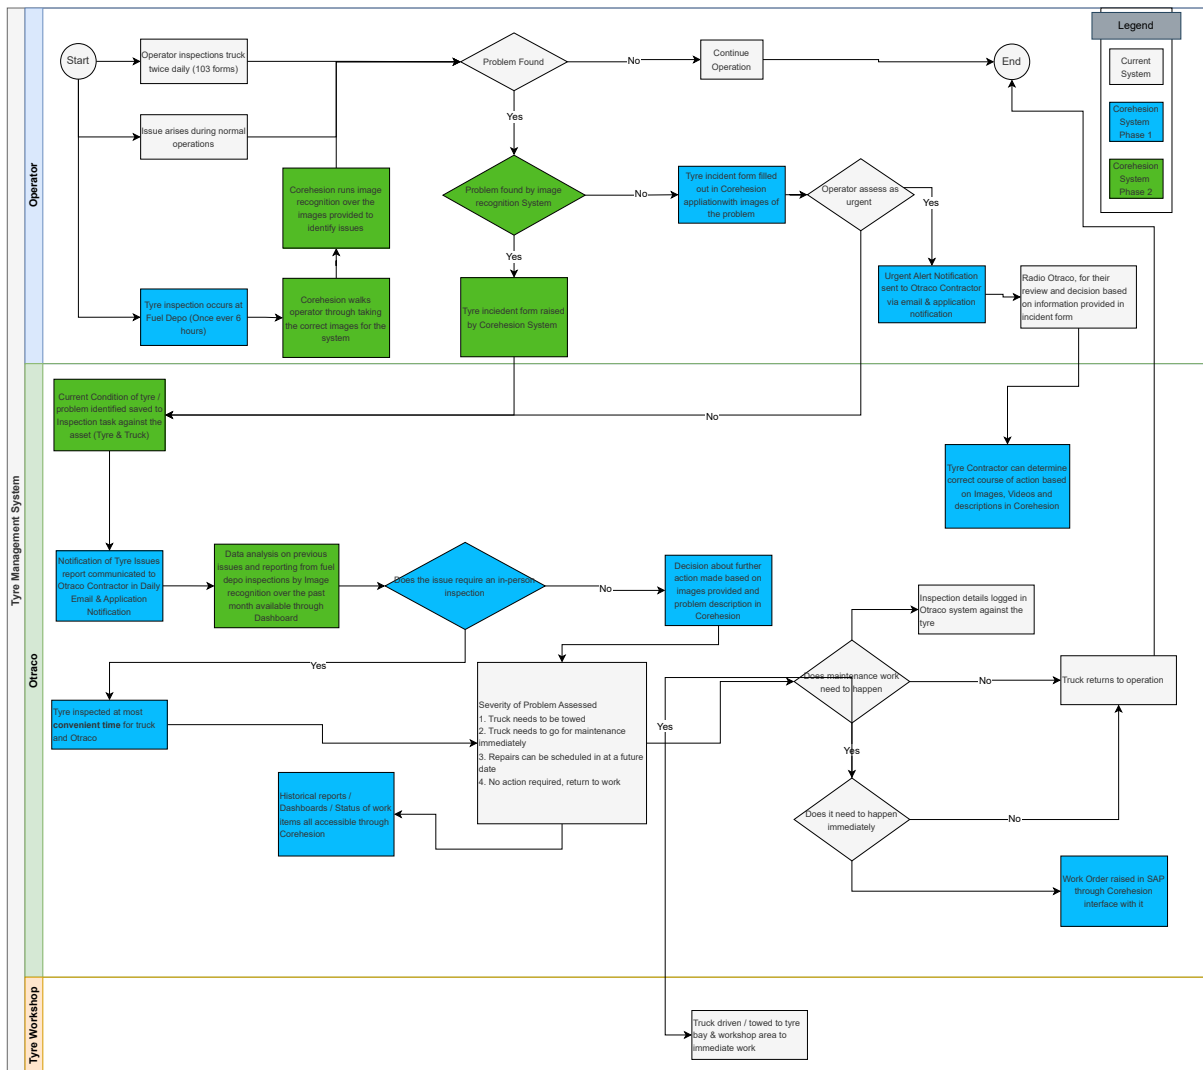 Tyre Management System
Operator
Start
Operator inspections truck
twice daily (103 forms)
Problem Found
No
Continue
Operation
End
Legend
Current
System
Corehesion
System
Phase 1
Corehesion
System
Phase 2
Issue arises during normal
operations
Yes
Corehesion runs image
recognition over the
images provided to
identify issues
Problem found by image
recognition System
No
Tyre incident form filled
out in Corehesion
appliationwith images of
the problem
Operator assess as
urgent
Yes
Yes
Tyre inspection occurs at
Fuel Depo (Once ever 6
hours)
Corehesion walks
operator through taking
the correct images for the
system
Tyre inciedent form raised
by Corehesion System
Urgent Alert Notification
sent to Otraco Contractor
via email & application
notification
Radio Otraco, for their
review and decision based
on information provided in
incident form
Otraco
Current Condition of tyre /
problem identified saved to
Inspection task against the
asset (Tyre & Truck)
No
Tyre Contractor can determine
correct course of action based
on Images, Videos and
descriptions in Corehesion
Notification of Tyre Issues
report communicated to
Otraco Contractor in Daily
Email & Application
Notification
Data analysis on previous
issues and reporting from fuel
depo inspections by Image
recognition over the past
month available through
Dashboard
Does the issue require an in-person
inspection
No
Decision about further
action made based on
images provided and
problem description in
Corehesion
Inspection details logged in
Otraco system against the
tyre
Yes
Tyre inspected at most
convenient time for truck
and Otraco
Severity of Problem Assessed
1. Truck needs to be towed
2. Truck needs to go for maintenance
immediately
3. Repairs can be scheduled in at a future
date
4. No action required, return to work
Yes
Does maintenance work
need to happen
No
Truck returns to operation
Yes
Historical reports /
Dashboards / Status of work
items all accessible through
Corehesion
Does it need to happen
immediately
No
Work Order raised in SAP
through Corehesion
interface with it
Tyre Workshop
Truck driven / towed to tyre
bay & workshop area to
immediate work